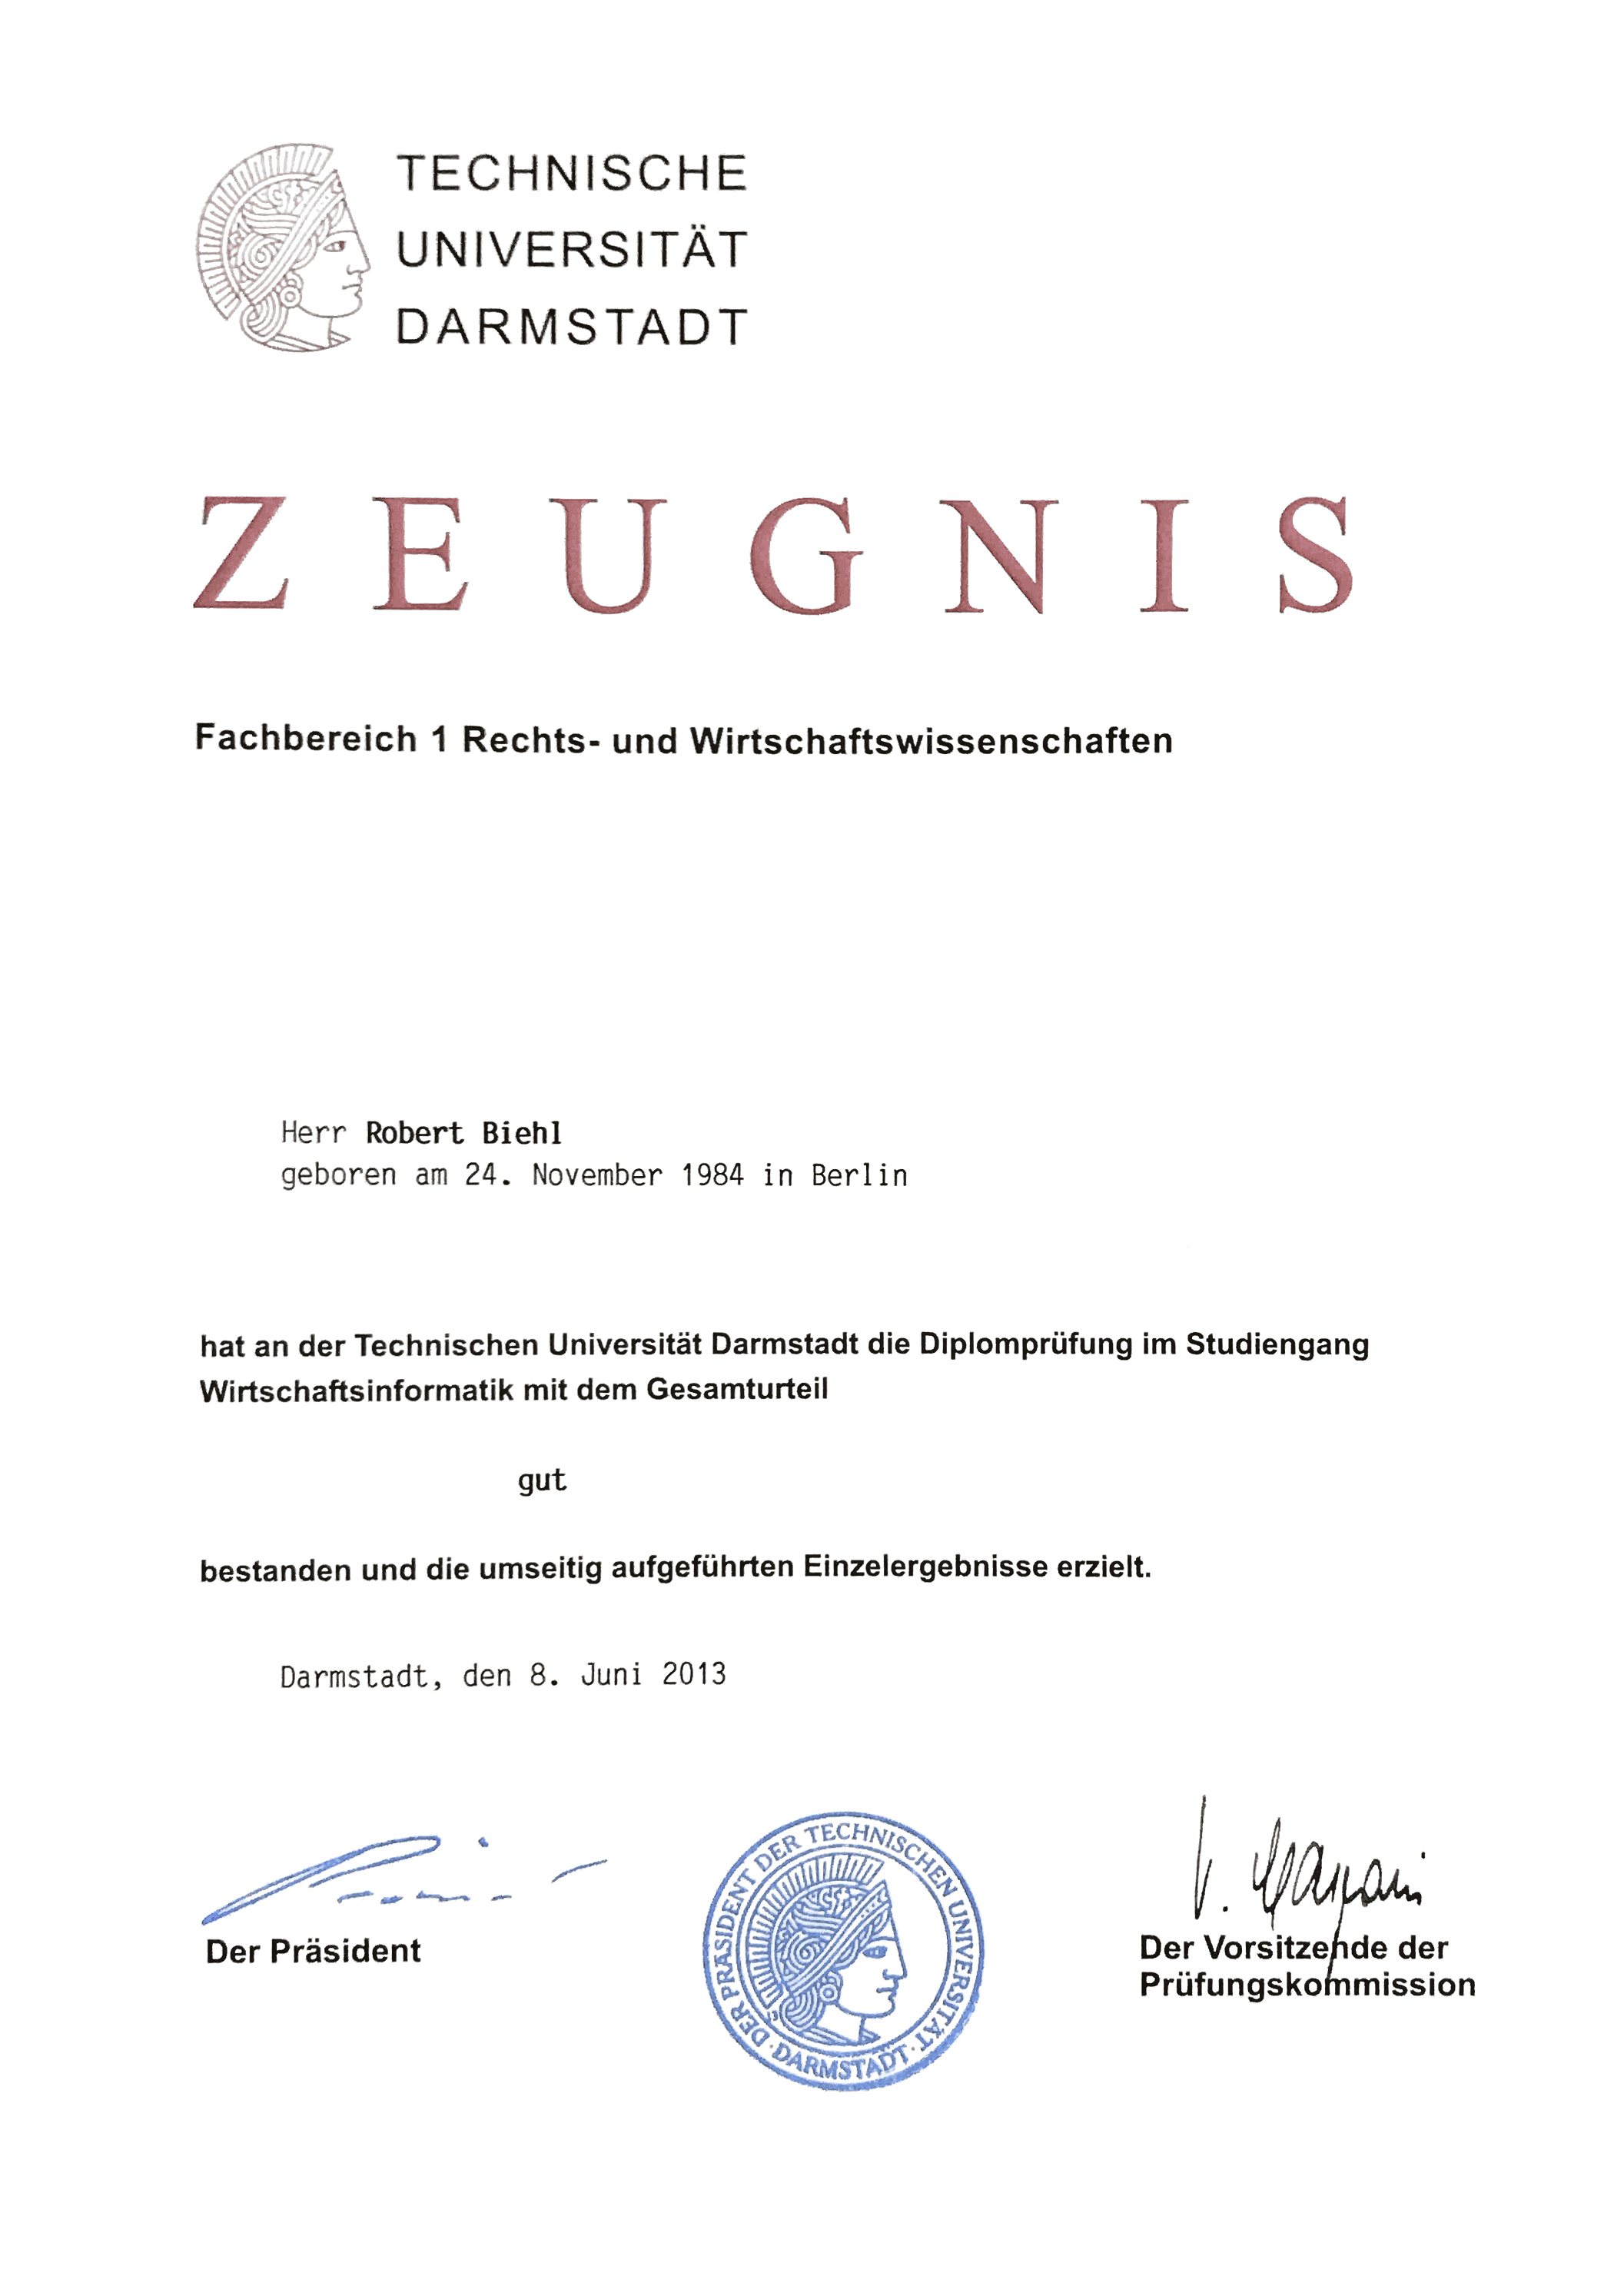 TECHNISCHE
UNIVERSITÄT
DARMSTADT
ZEUGNIS
Fachbereich 1 Rechts- und Wirtschaftswissenschaften
Herr Robert Biehl
geboren am 24. November 1984 in Berlin
hat an der Technischen Universität Darmstadt die Diplomprüfung im Studiengang
Wirtschaftsinformatik mit dem Gesamturteil
gut
bestanden und die umseitig aufgeführten Einzelergebnisse erzielt.
Darmstadt, den 8. Juni 2013
Der Präsident
DER PRÄSIDENT DER TECHNISCHEN UNIVERSITÄT · DARMSTADT ·
13
Der Vorsitzende der
Prüfungskommission